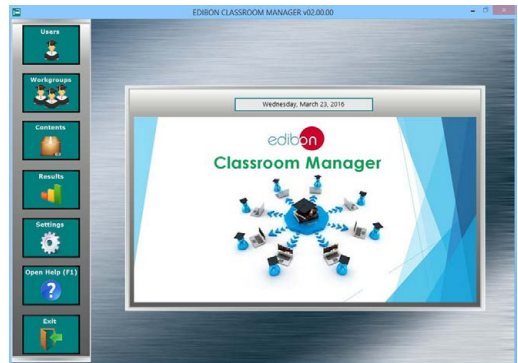 EDIBON CLASSROOM MANAGER v02.00.00
Users
Workgroups
Contents
Results
Settings
Open Help (F1)
?
Exit
Wednesday, March 23, 2016
edibon
Classroom Manager